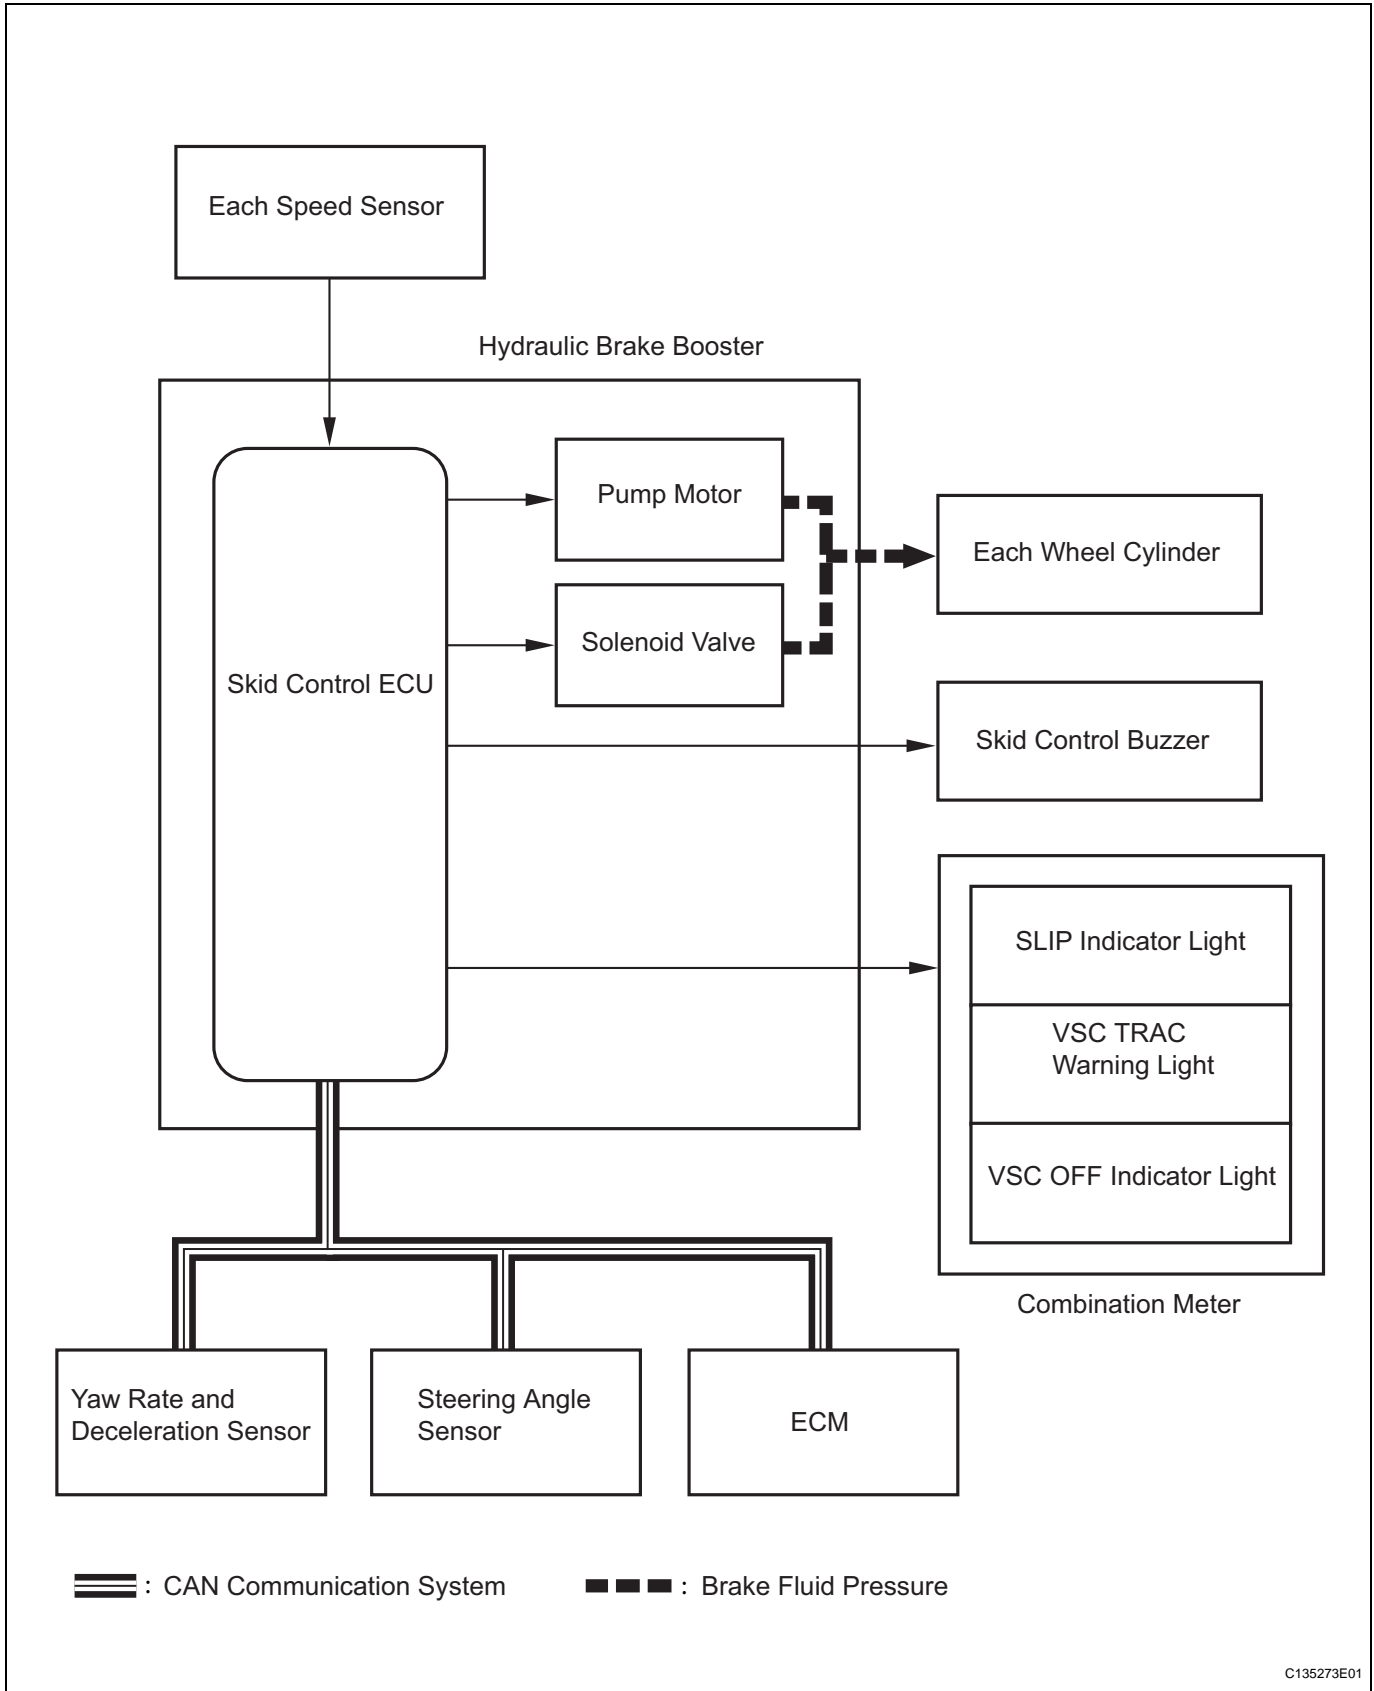 Each Speed Sensor
Hydraulic Brake Booster
Pump Motor
Each Wheel Cylinder
Solenoid Valve
Skid Control ECU
Skid Control Buzzer
SLIP Indicator Light
VSC TRAC
Warning Light
VSC OFF Indicator Light
Combination Meter
Yaw Rate and
Deceleration Sensor
Steering Angle
Sensor
ECM
: CAN Communication System
: Brake Fluid Pressure
C135273E01